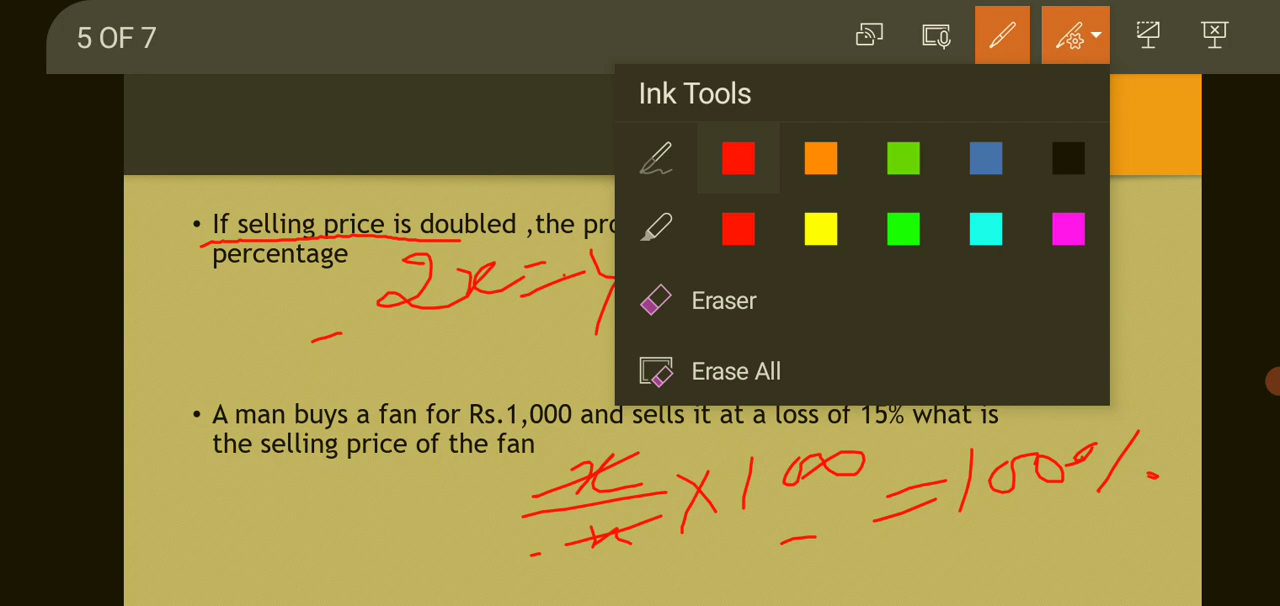 5 OF 7
Ink Tools
Eraser
Erase All
• If selling price is doubled ,the
percentage
2x =
• A man buys a fan for Rs.1,000 and sells it at a loss of 15% what is
the selling price of the fan
x
x × 100 = 100%.